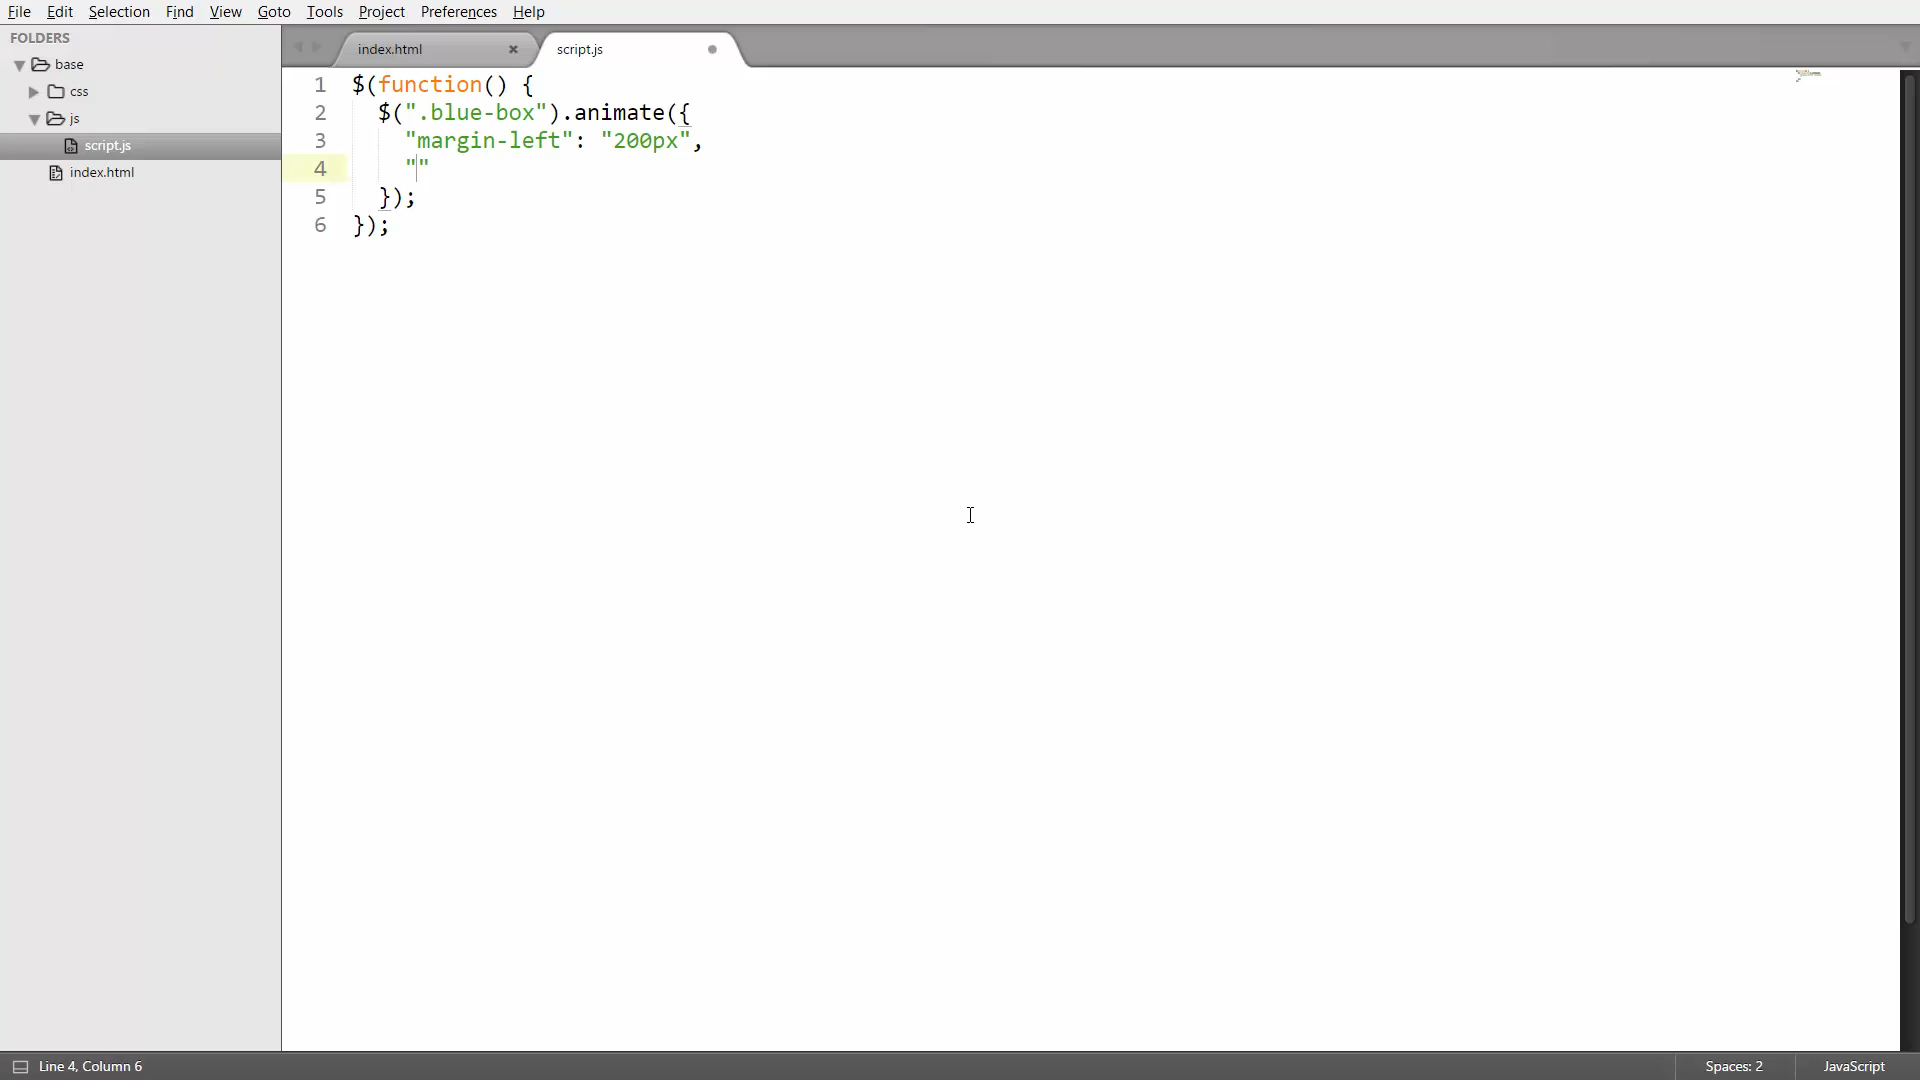 File Edit Selection Find View Goto Tools Project Preferences Help
FOLDERS
base
css
js
script.js
index.html
index.html
script.js
1 $(function() {
2 $(".blue-box").animate({
3 "margin-left": "200px",
4 ""
5 });
6 });
Line 4, Column 6
Spaces: 2
JavaScript